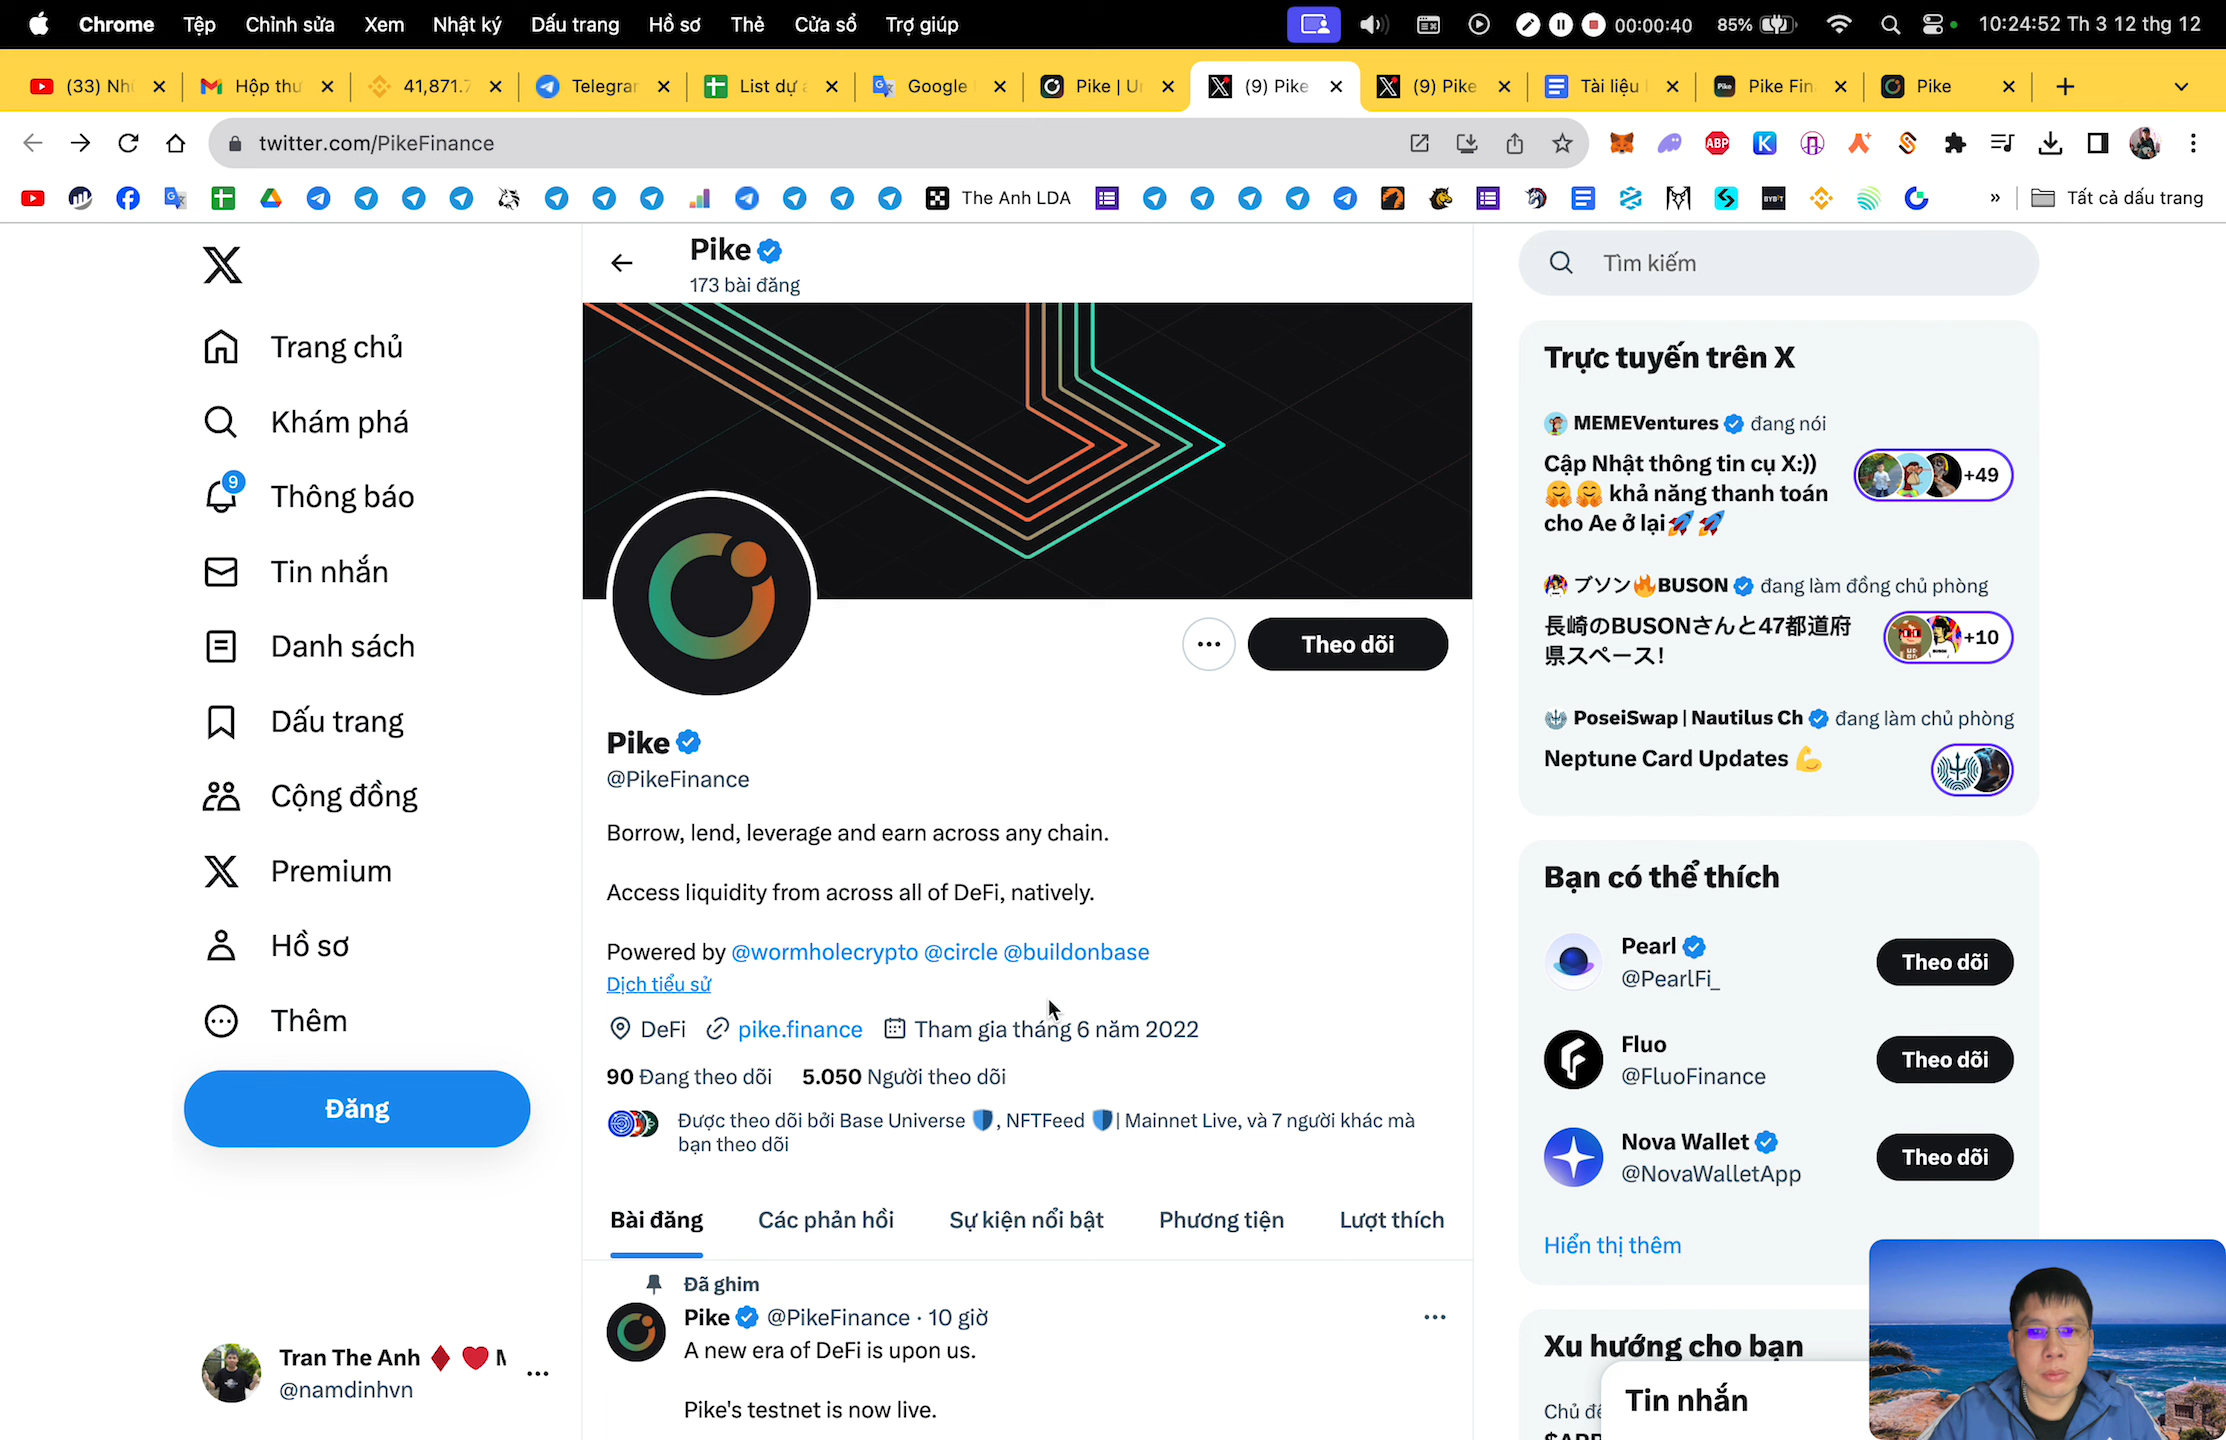 Chrome Tệp Chỉnh sửa Xem Nhật ký Dấu trang Hồ sơ Thẻ Cửa sổ Trợ giúp 00:00:40 85% 10:24:52 Th 3 12 thg 12
(33) Nhi Hộp thư 41,871.7 Telegram List dự á Google Pike | Un (9) Pike (9) Pike Tài liệu Pike Fin Pike
twitter.com/PikeFinance
The Anh LDA » Tất cả dấu trang
Pike
173 bài đăng
Trang chủ
Khám phá
9
Thông báo
Tin nhắn
Danh sách
Dấu trang
Cộng đồng
Premium
Hồ sơ
Thêm
Đăng
Tran The Anh
@namdinhvn
Theo dõi
Pike
@PikeFinance
Borrow, lend, leverage and earn across any chain.
Access liquidity from across all of DeFi, natively.
Powered by @wormholecrypto @circle @buildonbase
Dịch tiểu sử
DeFi pike.finance Tham gia tháng 6 năm 2022
90 Đang theo dõi 5.050 Người theo dõi
Được theo dõi bởi Base Universe, NFTFeed | Mainnet Live, và 7 người khác mà
bạn theo dõi
Bài đăng Các phản hồi Sự kiện nổi bật Phương tiện Lượt thích
Đã ghim
Pike @PikeFinance · 10 giờ
A new era of DeFi is upon us.
Pike's testnet is now live.
Tìm kiếm
Trực tuyến trên X
MEMEVentures đang nói
Cập Nhật thông tin cụ X:))
🤗🤗 khả năng thanh toán
cho Ae ở lại🚀🚀
+49
ブソン🔥BUSON đang làm đồng chủ phòng
長崎のBUSONさんと47都道府
県スペース!
+10
PoseiSwap | Nautilus Ch đang làm chủ phòng
Neptune Card Updates 💪
Bạn có thể thích
Pearl
@PearlFi_
Theo dõi
Fluo
@FluoFinance
Theo dõi
Nova Wallet
@NovaWalletApp
Theo dõi
Hiển thị thêm
Xu hướng cho bạn
Tin nhắn